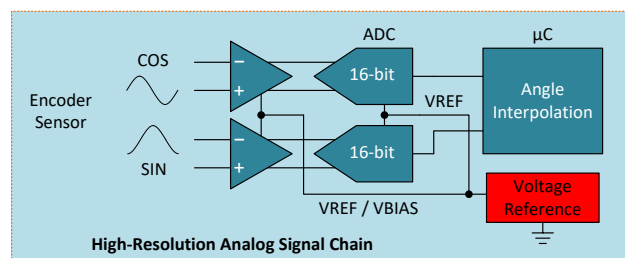 ADC
µC
COS
−
+
16-bit
Angle
Interpolation
Encoder
Sensor
VREF
−
+
16-bit
SIN
Voltage
Reference
VREF / VBIAS
High-Resolution Analog Signal Chain